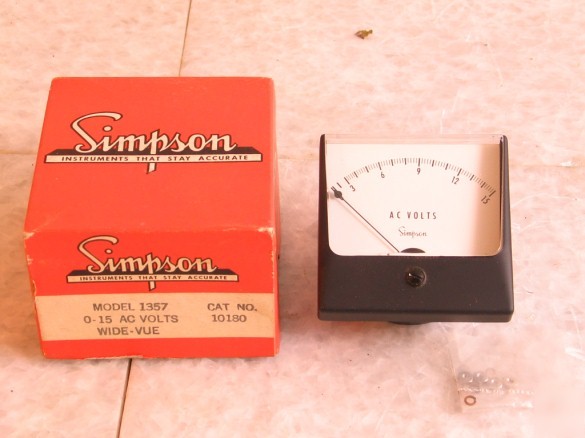 Simpson
INSTRUMENTS THAT STAY ACCURATE
Simpson
INSTRUMENTS THAT STAY ACCURATE
MODEL 1357 CAT NO.
0-15 AC VOLTS 10180
WIDE-VUE
3 6 9 12 15
AC VOLTS
Simpson